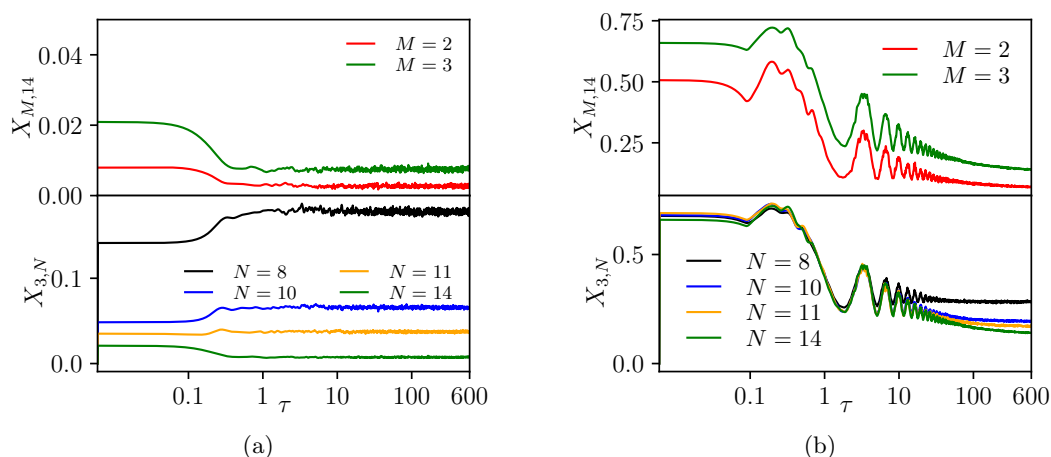 0.04
0.02
0.00
X_{M,14}
M = 2
M = 3
0.1
0.0
X_{3,N}
N = 8
N = 10
N = 11
N = 14
0.1
1
10
100
600
τ
(a)
0.75
0.50
0.25
X_{M,14}
M = 2
M = 3
0.5
0.0
X_{3,N}
N = 8
N = 10
N = 11
N = 14
0.1
1
10
100
600
τ
(b)